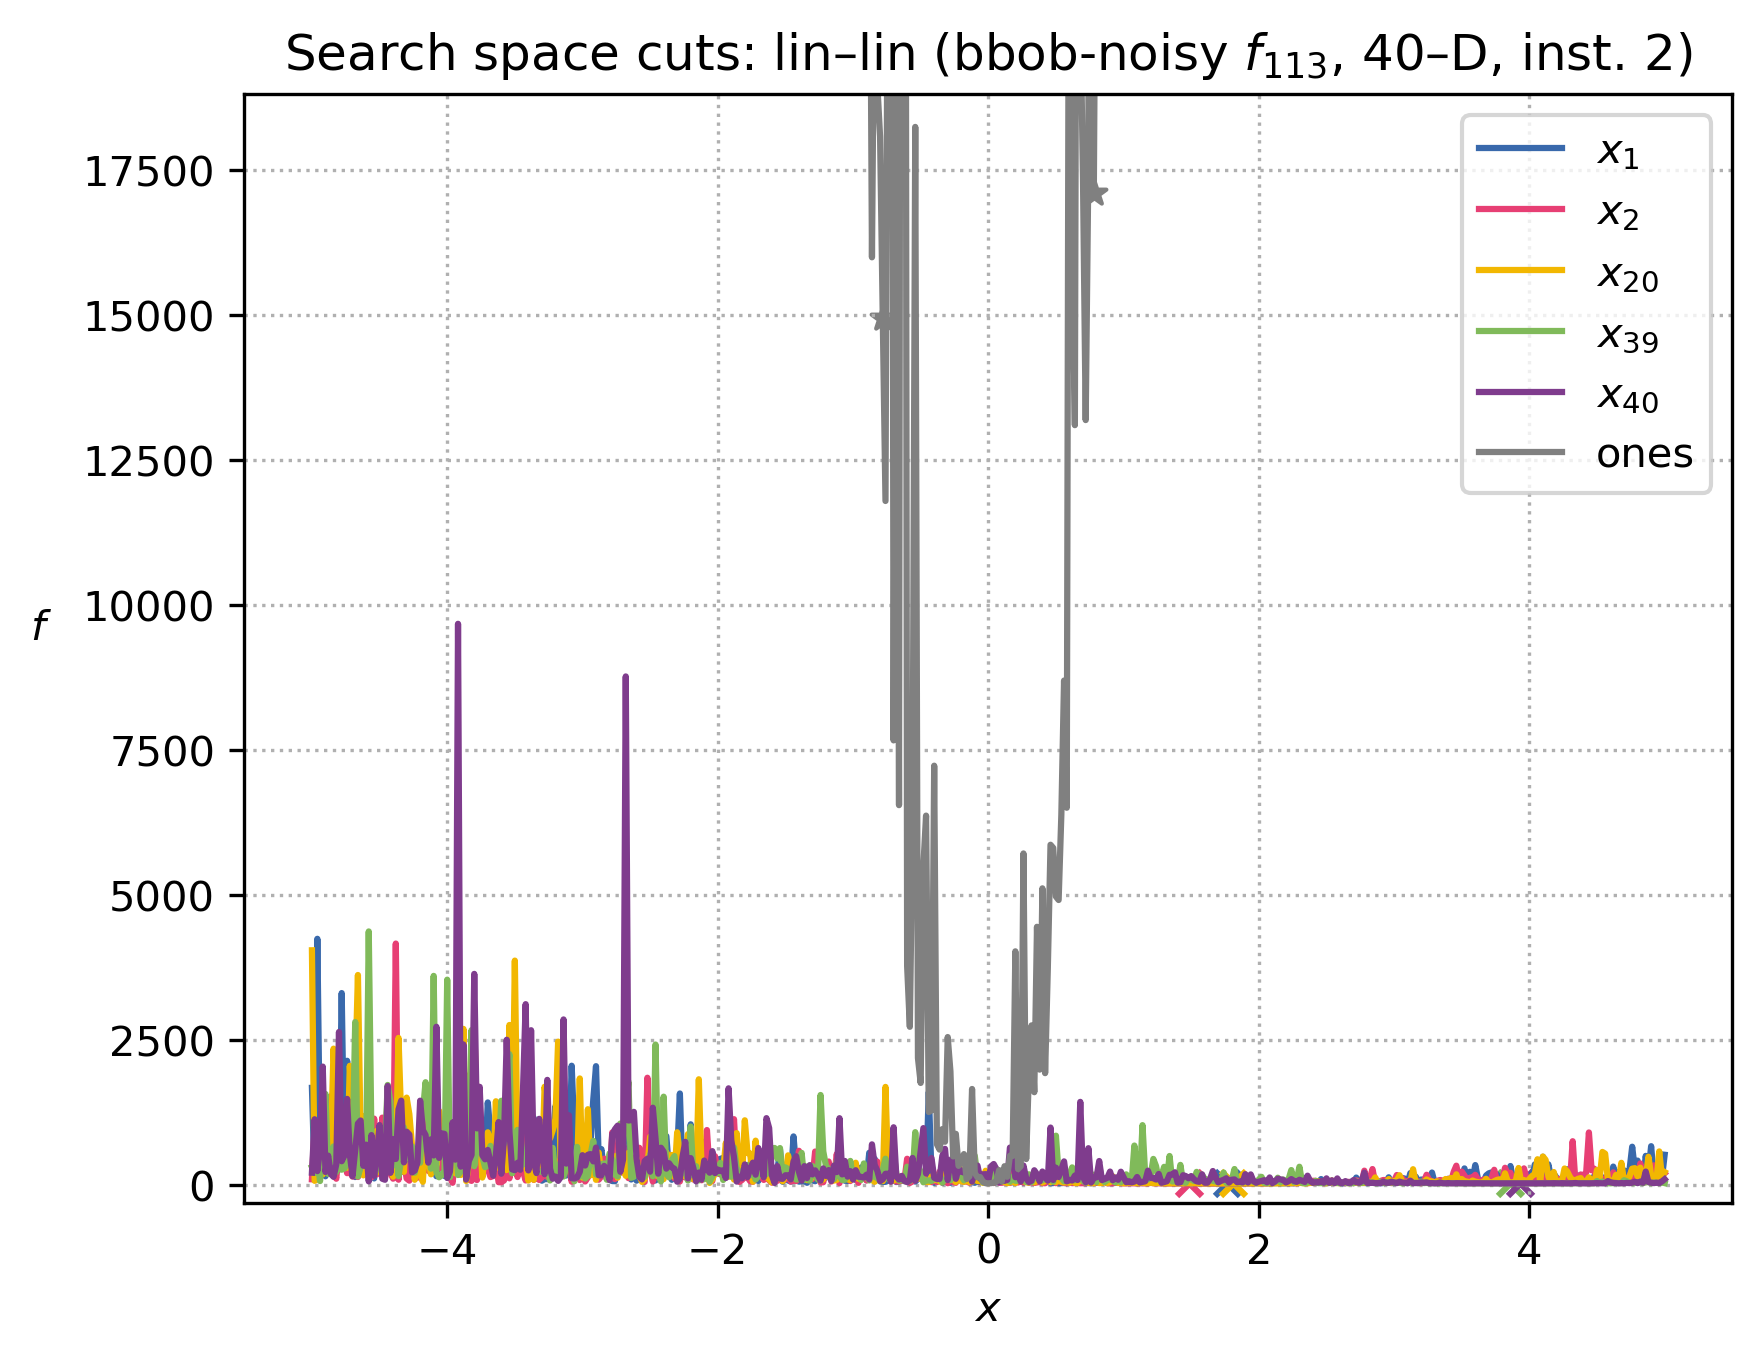 Search space cuts: lin–lin (bbob-noisy f₁₁₃, 40–D, inst. 2)
17500
15000
12500
10000
7500
5000
2500
0
f
−4
−2
0
2
4
x
x₁
x₂
x₂₀
x₃₉
x₄₀
ones